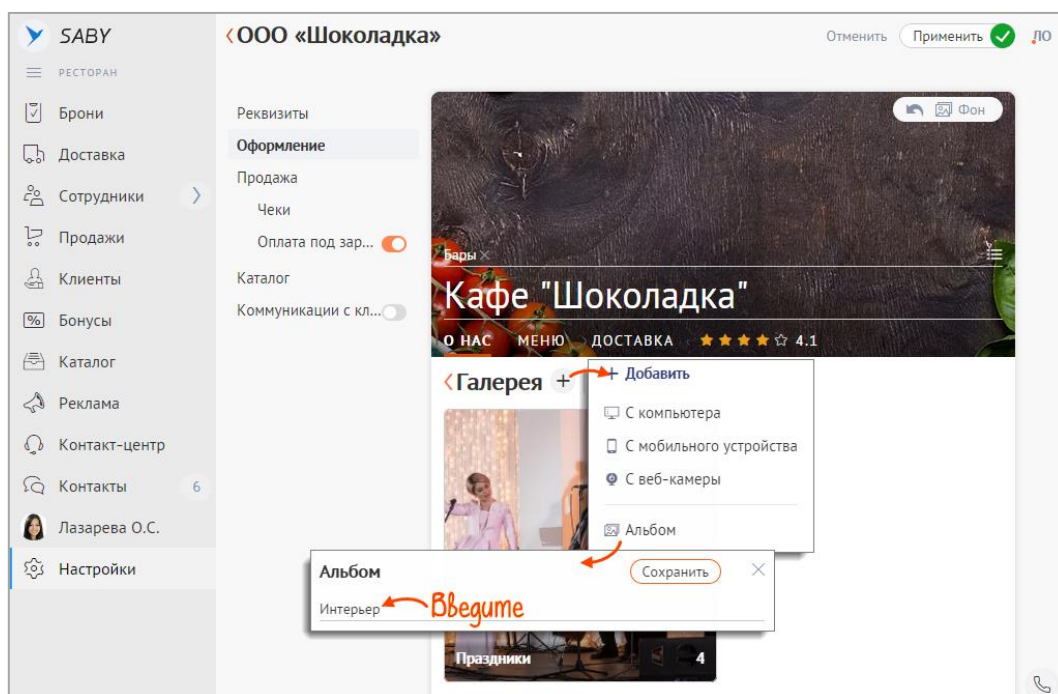 SABY
РЕСТОРАН
Брони
Доставка
Сотрудники
Продажи
Клиенты
Бонусы
Каталог
Реклама
Контакт-центр
Контакты 6
Лазарева О.С.
Настройки
ООО «Шоколадка»
Отменить Применить ЛО
Реквизиты
Оформление
Продажа
Чеки
Оплата под зар...
Каталог
Коммуникации с кл...
Фон
Бары
Кафе "Шоколадка"
О НАС МЕНЮ ДОСТАВКА 4.1
Галерея +
+ Добавить
С компьютера
С мобильного устройства
С веб-камеры
Альбом
Альбом Сохранить
Интерьер Введите
Праздники 4